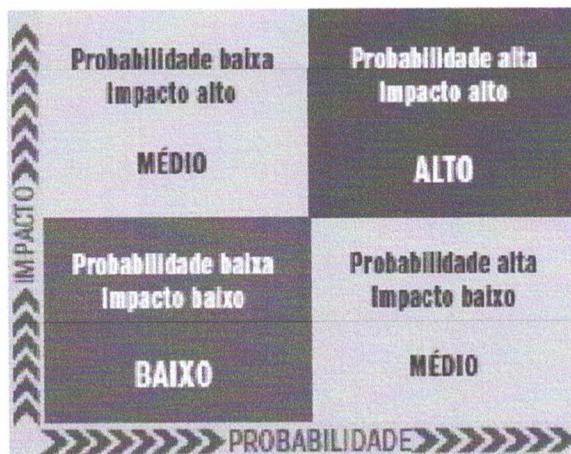 Probabilidade baixa
Impacto alto
MÉDIO
Probabilidade alta
Impacto alto
ALTO
Probabilidade baixa
Impacto baixo
BAIXO
Probabilidade alta
Impacto baixo
MÉDIO
IMPACTO
PROBABILIDADE